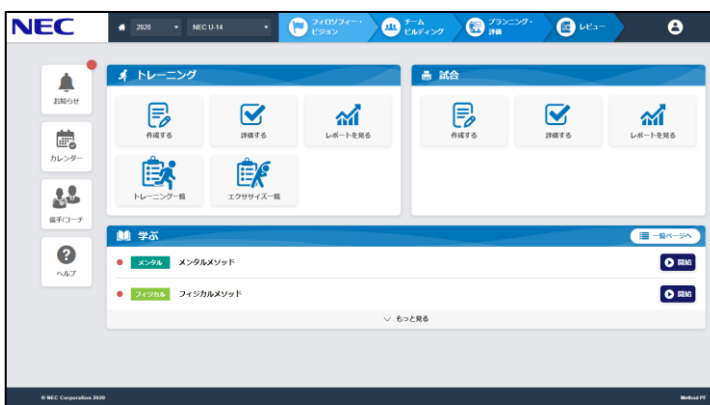 NEC
2020
NEC U-14
フィロソフィー・
ビジョン
チーム
ビルディング
プランニング・
評価
レビュー
お知らせ
カレンダー
選手/コーチ
ヘルプ
トレーニング
作成する
評価する
レポートを見る
トレーニング一覧
エクササイズ一覧
試合
作成する
評価する
レポートを見る
学ぶ
一覧ページへ
メンタル
メンタルメソッド
開始
フィジカル
フィジカルメソッド
開始
もっと見る
© NEC Corporation 2020
Method PF